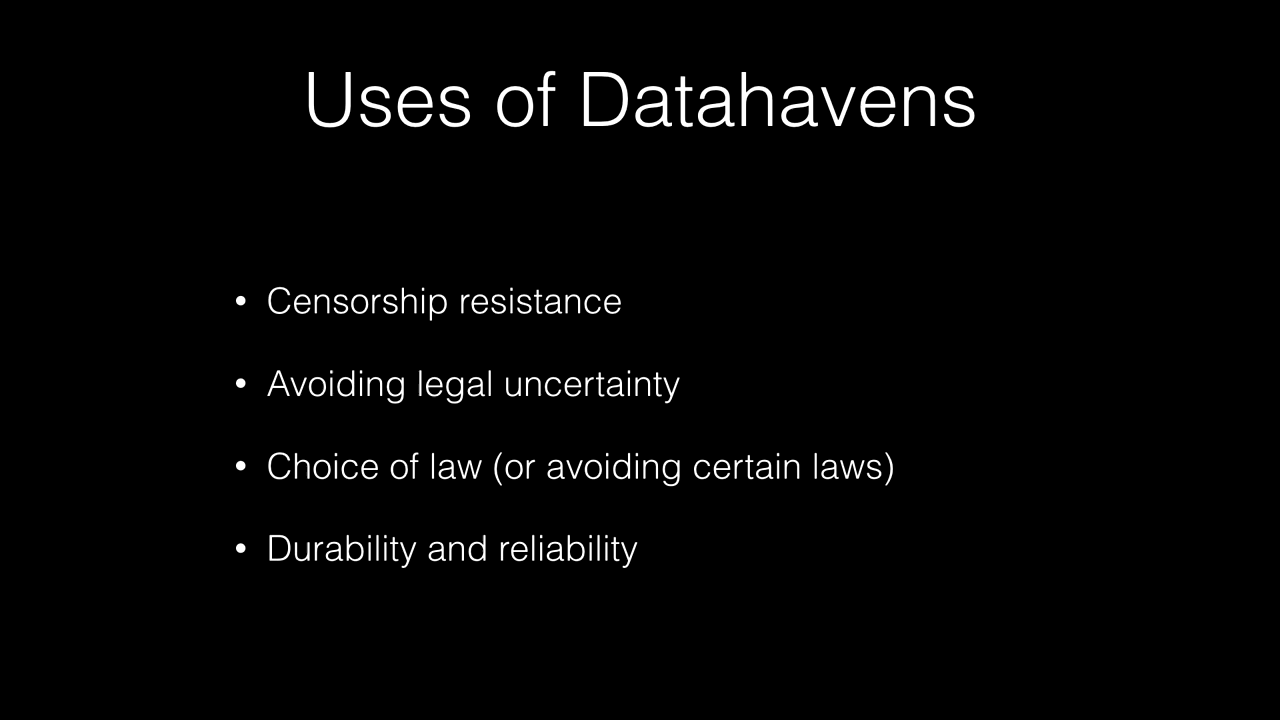 Uses of Datahavens
• Censorship resistance
• Avoiding legal uncertainty
• Choice of law (or avoiding certain laws)
• Durability and reliability